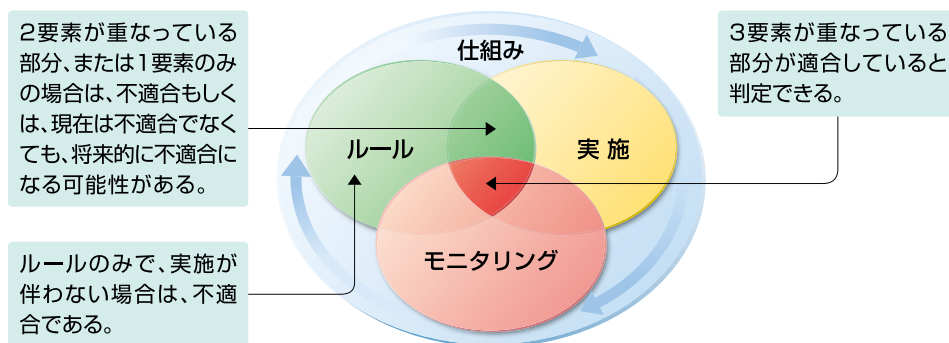 2要素が重なっている
部分、または1要素のみ
の場合は、不適合もしく
は、現在は不適合でなく
ても、将来的に不適合に
なる可能性がある。
ルールのみで、実施が
伴わない場合は、不適
合である。
仕組み
ルール
実 施
モニタリング
3要素が重なっている
部分が適合していると
判定できる。